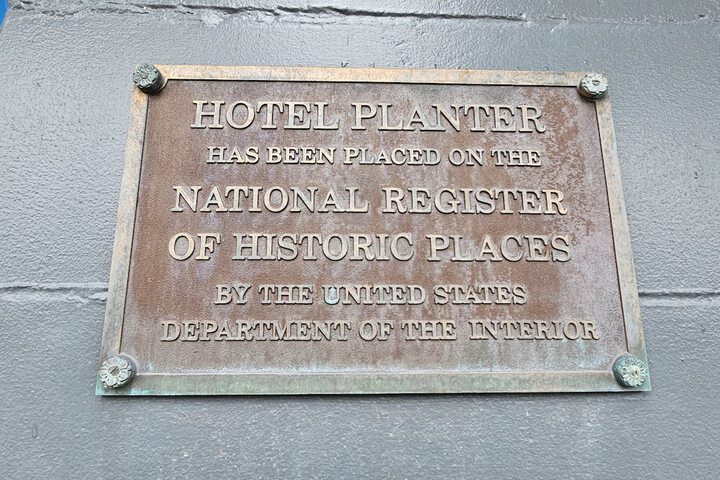 HOTEL PLANTER
HAS BEEN PLACED ON THE
NATIONAL REGISTER
OF HISTORIC PLACES
BY THE UNITED STATES
DEPARTMENT OF THE INTERIOR